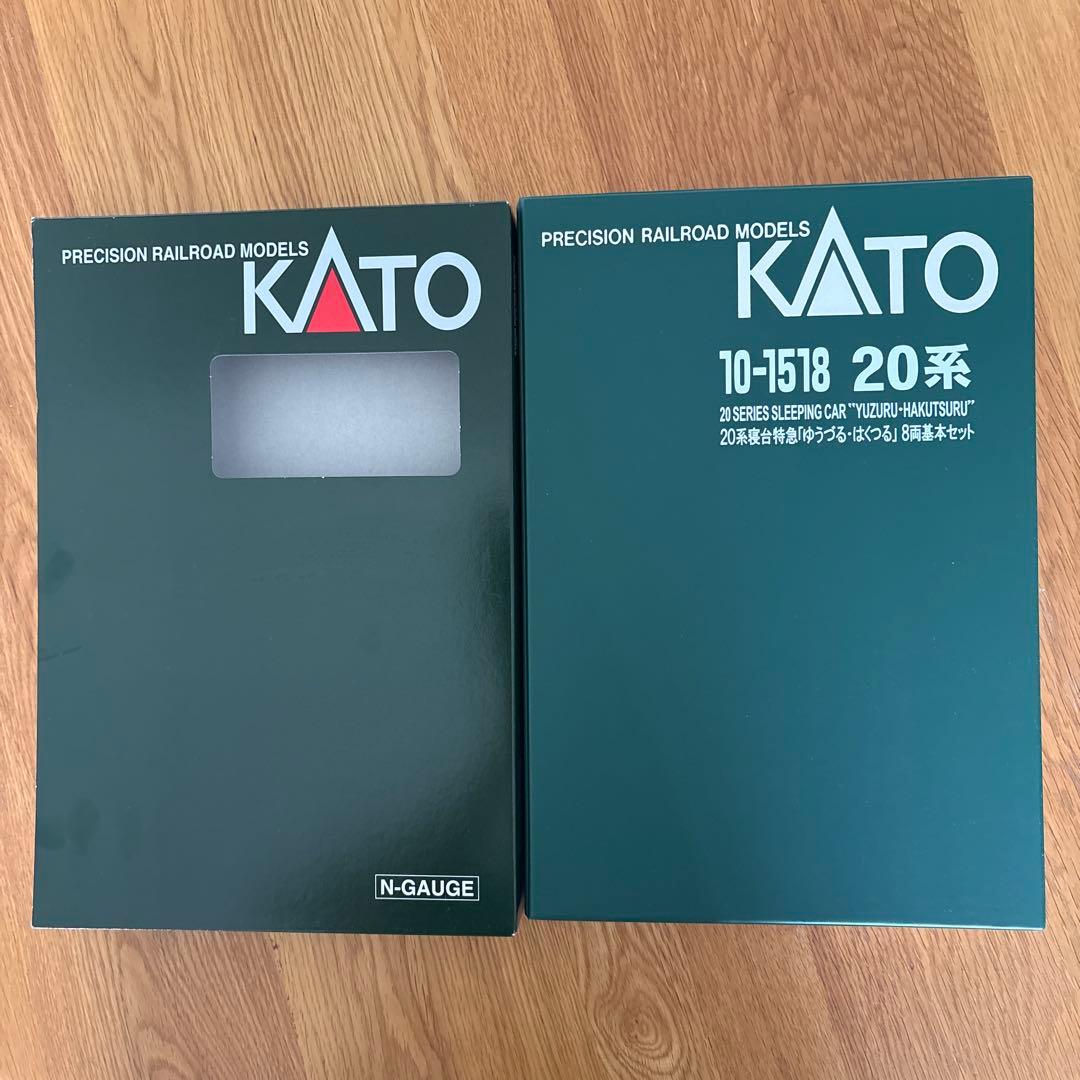 PRECISION RAILROAD MODELS
KATO
N-GAUGE
PRECISION RAILROAD MODELS
KATO
10-1518 20系
20 SERIES SLEEPING CAR "YUZURU・HAKUTSURU"
20系寝台特急「ゆうづる・はくつる」8両基本セット